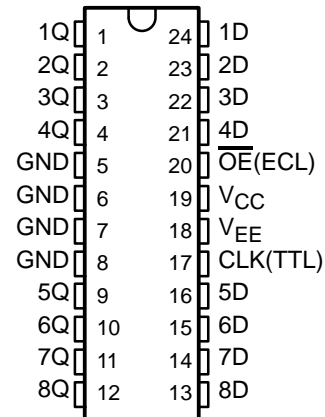 1Q 1 24 1D
2Q 2 23 2D
3Q 3 22 3D
4Q 4 21 4D
GND 5 20 O̅E̅(ECL)
GND 6 19 VCC
GND 7 18 VEE
GND 8 17 CLK(TTL)
5Q 9 16 5D
6Q 10 15 6D
7Q 11 14 7D
8Q 12 13 8D